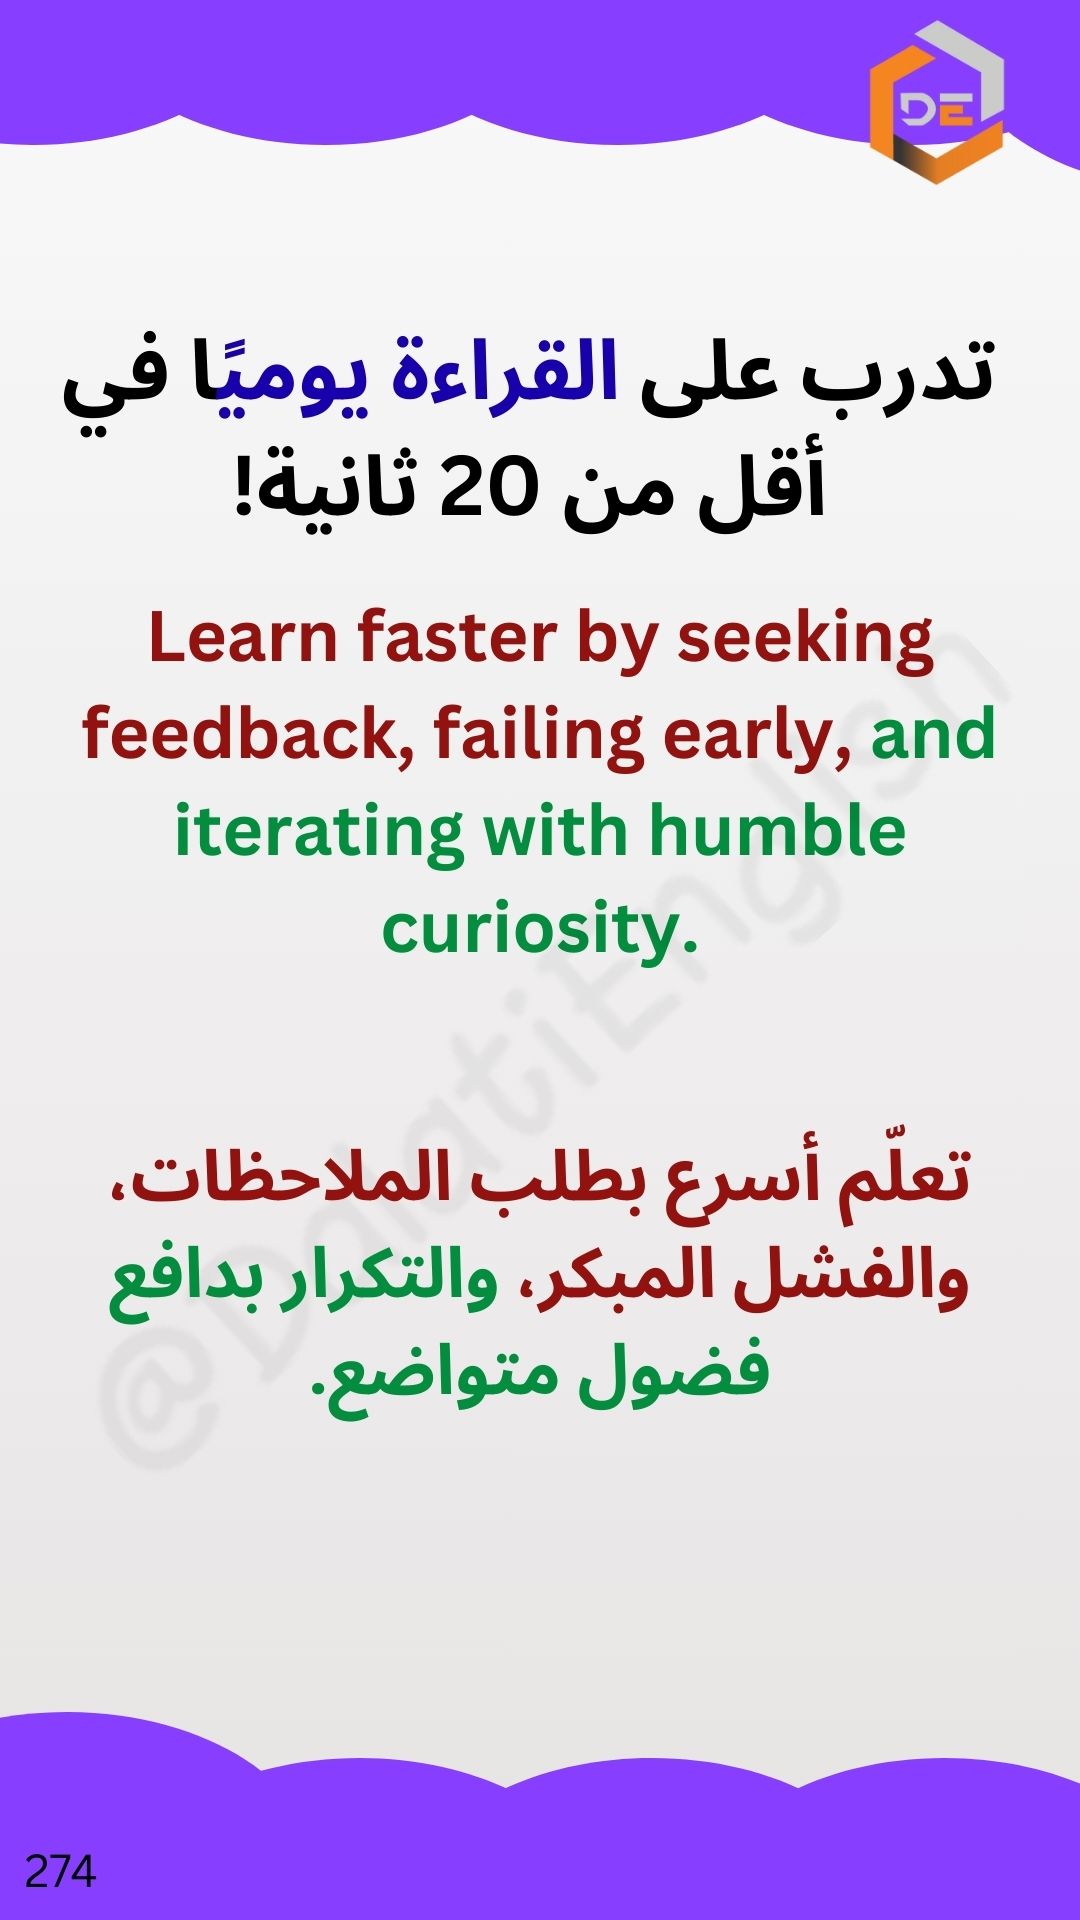 DE
تدرب على القراءة يوميًا في
أقل من 20 ثانية!
Learn faster by seeking
feedback, failing early, and
iterating with humble
curiosity.
تعلّم أسرع بطلب الملاحظات،
والفشل المبكر، والتكرار بدافع
فضول متواضع.
@DalatiEnglish
274